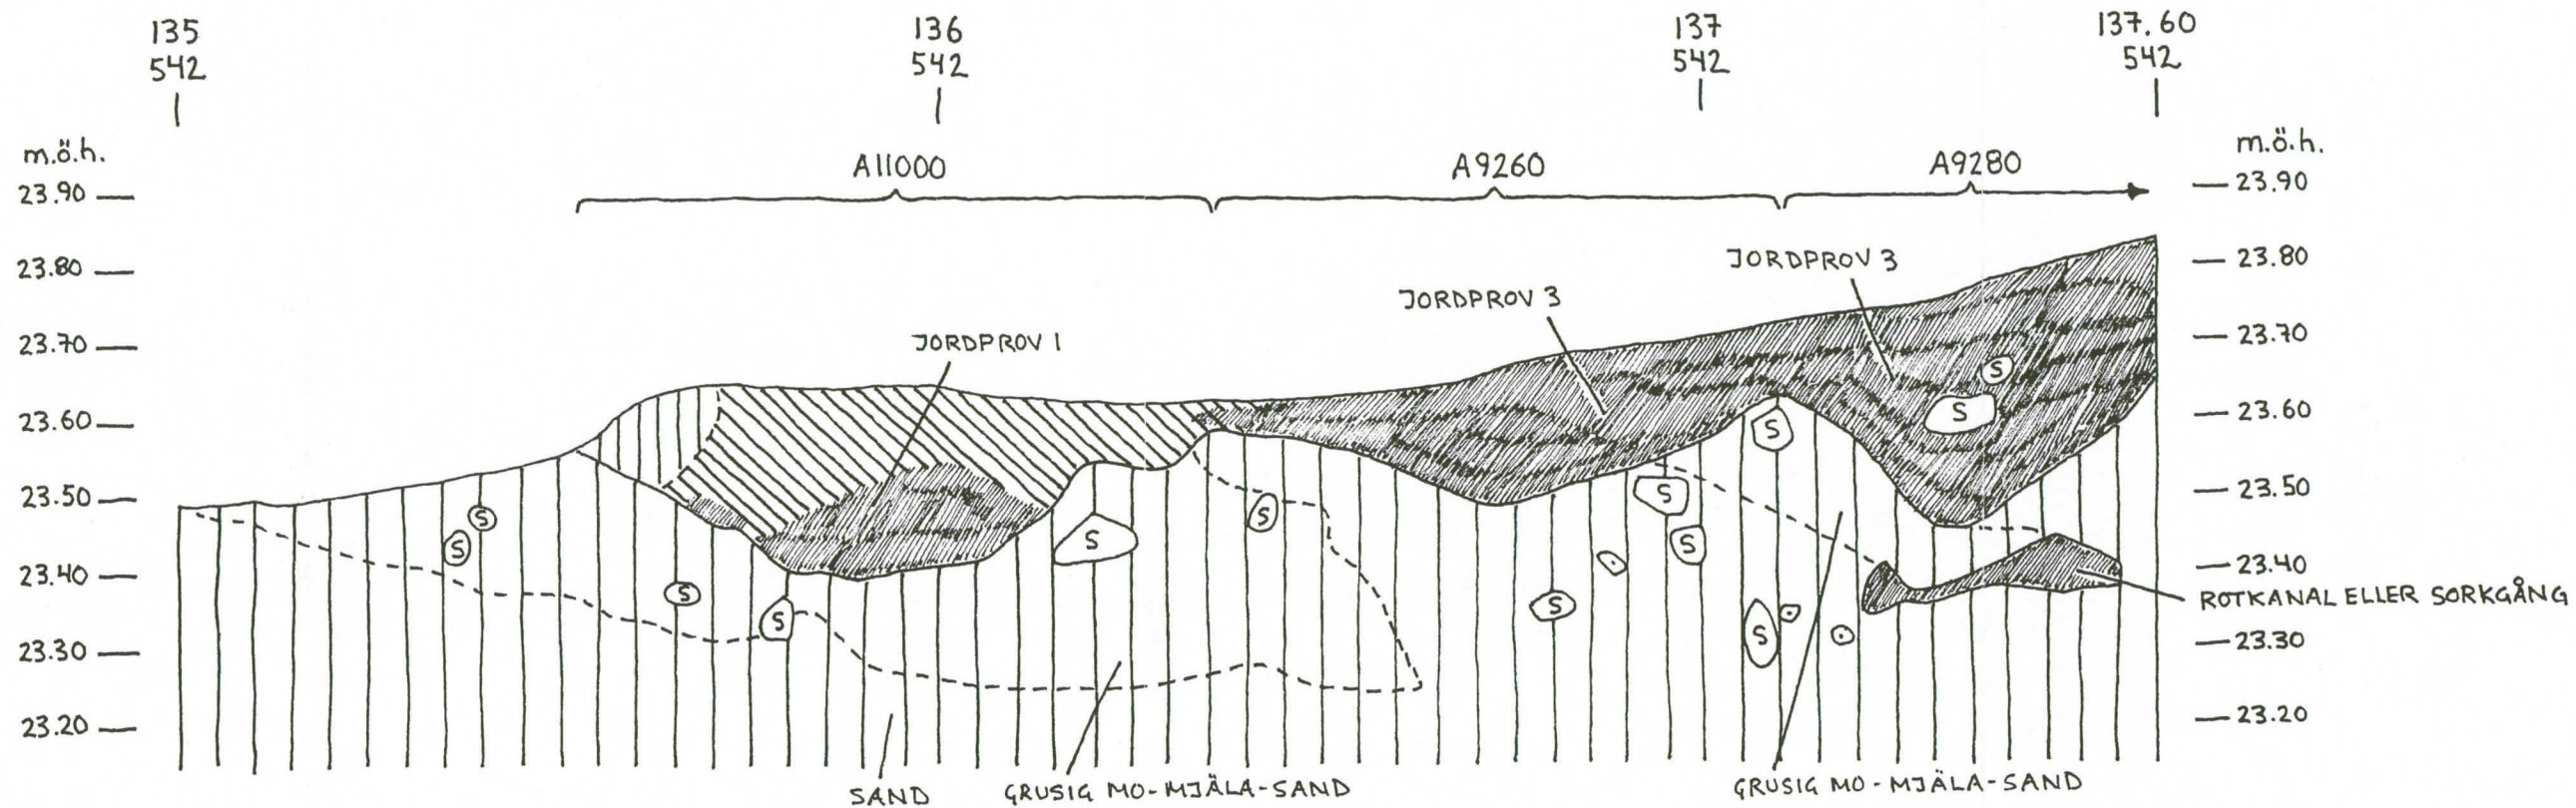 135
542
136
542
137
542
137.60
542
m.ö.h.
23.90
23.80
23.70
23.60
23.50
23.40
23.30
23.20
A11000
A9260
A9280
JORDPROV 1
JORDPROV 3
JORDPROV 3
S
S
S
S
S
S
S
S
S
S
S
S
S
m.ö.h.
23.90
23.80
23.70
23.60
23.50
23.40
23.30
23.20
ROTKANAL ELLER SORKGÅNG
SAND
GRUSIG MO-MJÄLA-SAND
GRUSIG MO-MJÄLA-SAND